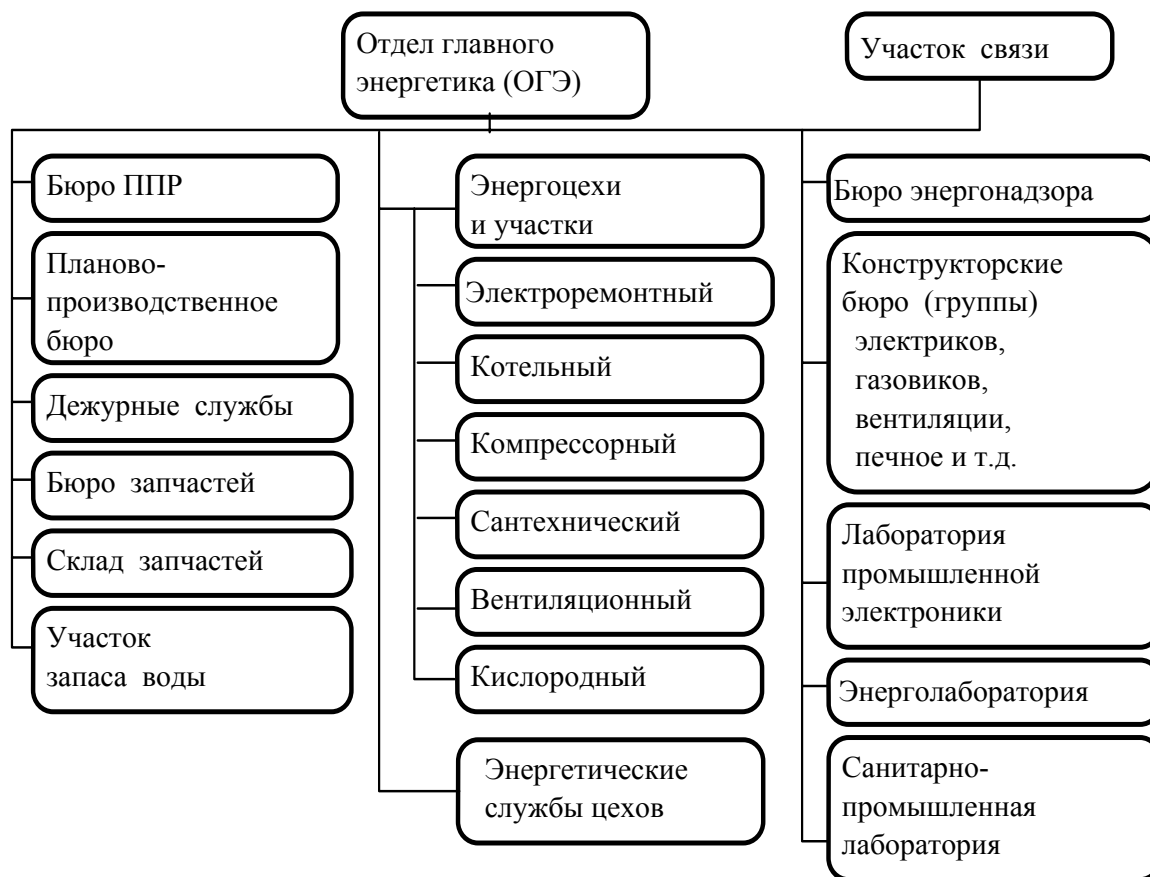 Отдел главного
энергетика (ОГЭ)
Участок связи
Бюро ППР
Планово-
производственное
бюро
Дежурные службы
Бюро запчастей
Склад запчастей
Участок
запаса воды
Энергоцехи
и участки
Электроремонтный
Котельный
Компрессорный
Сантехнический
Вентиляционный
Кислородный
Энергетические
службы цехов
Бюро энергонадзора
Конструкторские
бюро (группы)
электриков,
газовиков,
вентиляции,
печное и т.д.
Лаборатория
промышленной
электроники
Энерголаборатория
Санитарно-
промышленная
лаборатория